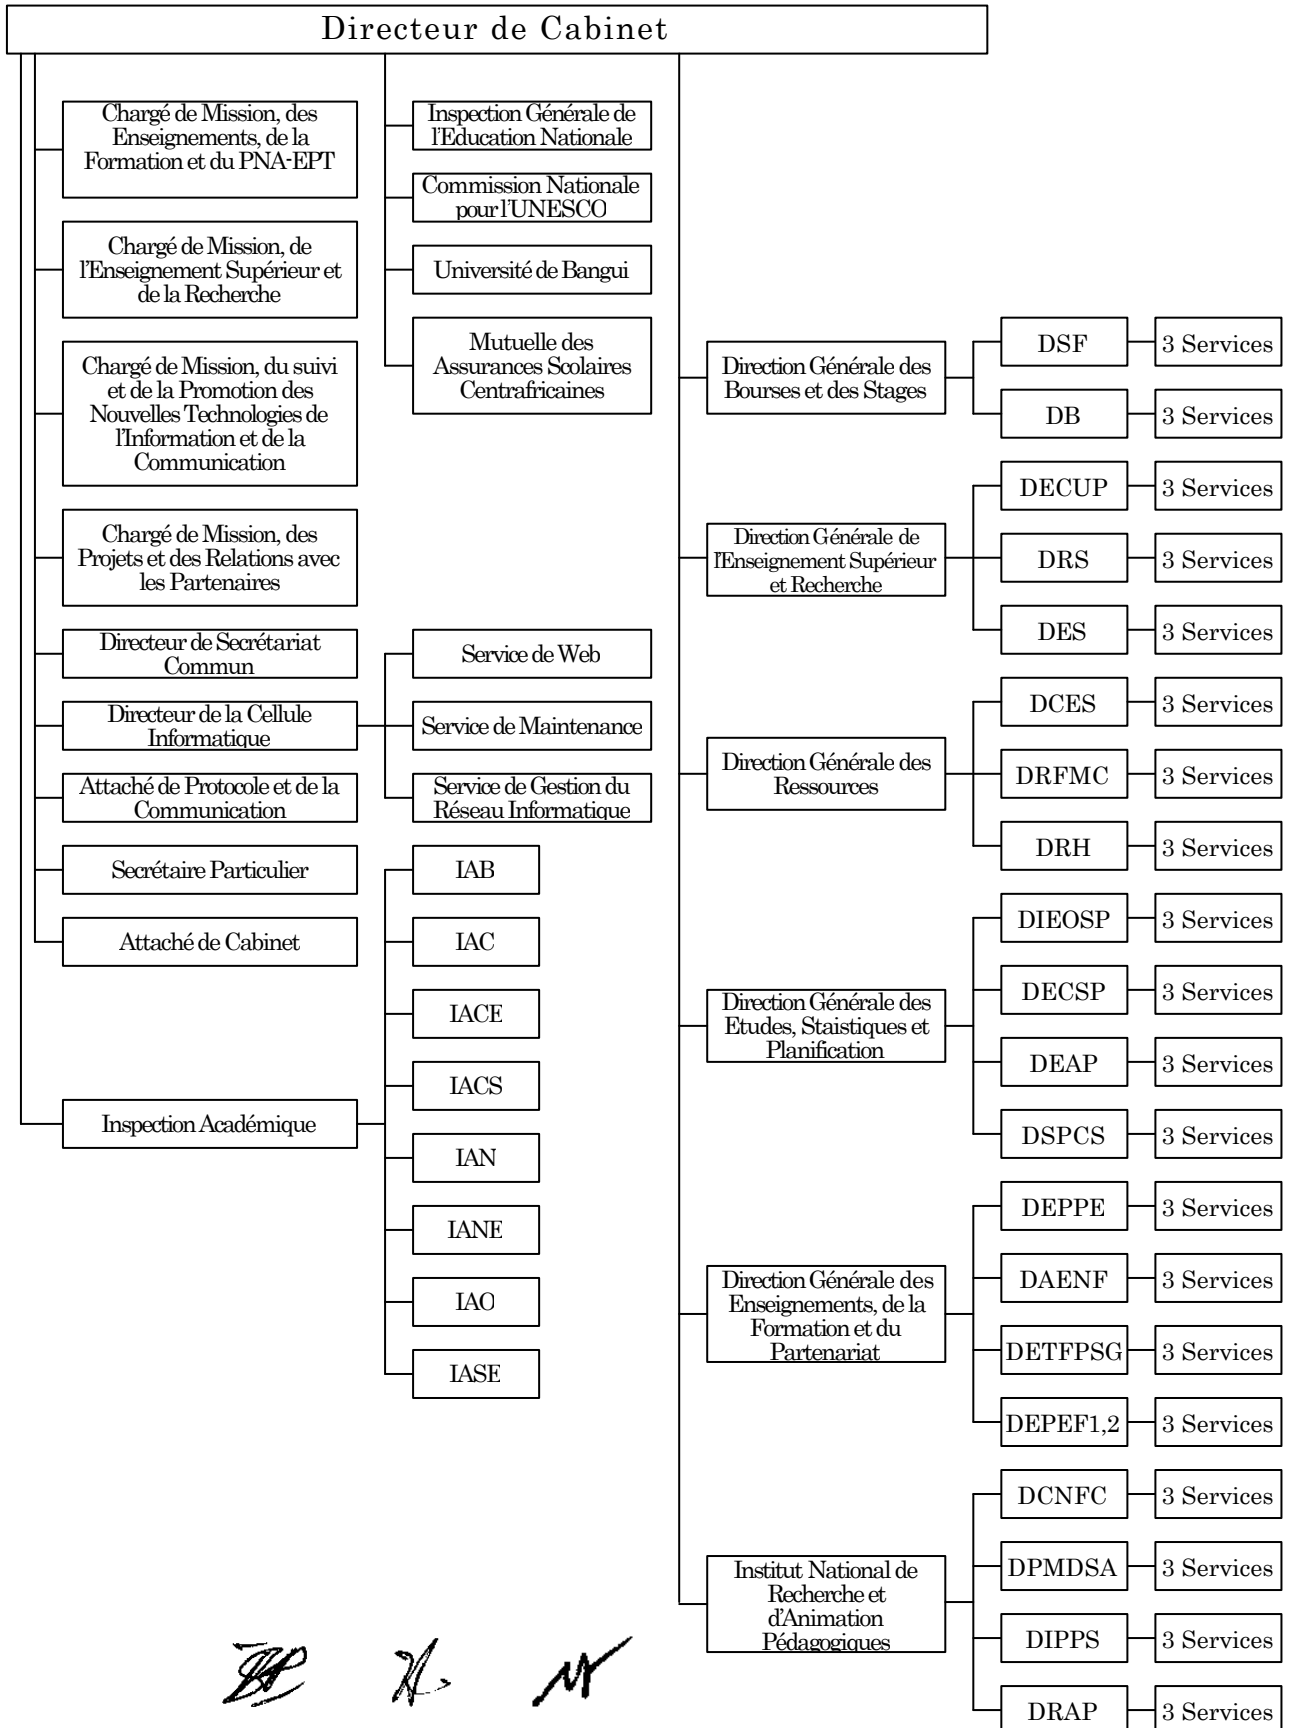 Directeur de Cabinet
Chargé de Mission, des
Enseignements, de la
Formation et du PNA-EPT
Chargé de Mission, de
l'Enseignement Supérieur et
de la Recherche
Chargé de Mission, du suivi
et de la Promotion des
Nouvelles Technologies de
l'Information et de la
Communication
Chargé de Mission, des
Projets et des Relations avec
les Partenaires
Directeur de Secrétariat
Commun
Directeur de la Cellule
Informatique
Attaché de Protocole et de la
Communication
Secrétaire Particulier
Attaché de Cabinet
Inspection Académique
Inspection Générale de
l'Education Nationale
Commission Nationale
pour l'UNESCO
Université de Bangui
Mutuelle des
Assurances Scolaires
Centrafricaines
Service de Web
Service de Maintenance
Service de Gestion du
Réseau Informatique
IAB
IAC
IACE
IACS
IAN
IANE
IAO
IASE
Direction Générale des
Bourses et des Stages
DSF 3 Services
DB 3 Services
Direction Générale de
l'Enseignement Supérieur
et Recherche
DECUP 3 Services
DRS 3 Services
DES 3 Services
Direction Générale des
Ressources
DCES 3 Services
DRFMC 3 Services
DRH 3 Services
Direction Générale des
Etudes, Staistiques et
Planification
DIEOSP 3 Services
DECSP 3 Services
DEAP 3 Services
DSPCS 3 Services
Direction Générale des
Enseignements, de la
Formation et du
Partenariat
DEPPE 3 Services
DAENF 3 Services
DETFPSG 3 Services
DEPEF1,2 3 Services
Institut National de
Recherche et
d'Animation
Pédagogiques
DCNFC 3 Services
DPMDSA 3 Services
DIPPS 3 Services
DRAP 3 Services